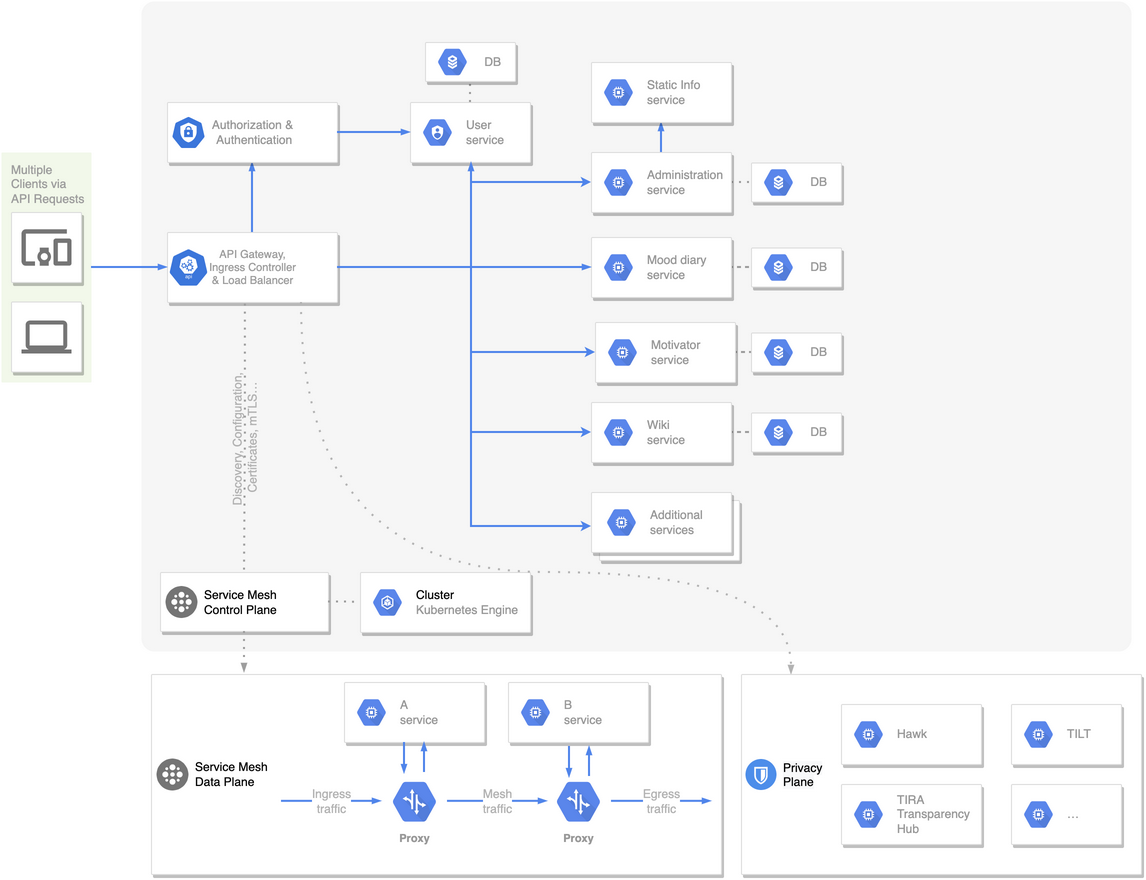 DB
Static Info
service
Authorization &
Authentication
User
service
Multiple
Clients via
API Requests
Administration
service
DB
API Gateway,
Ingress Controller
& Load Balancer
api
Mood diary
service
DB
Motivator
service
DB
Discovery, Configuration,
Certificates, mTLS...
Wiki
service
DB
Additional
services
Service Mesh
Control Plane
Cluster
Kubernetes Engine
A
service
B
service
Service Mesh
Data Plane
Ingress
traffic
Mesh
traffic
Egress
traffic
Proxy
Proxy
Privacy
Plane
Hawk
TILT
TIRA
Transparency
Hub
...